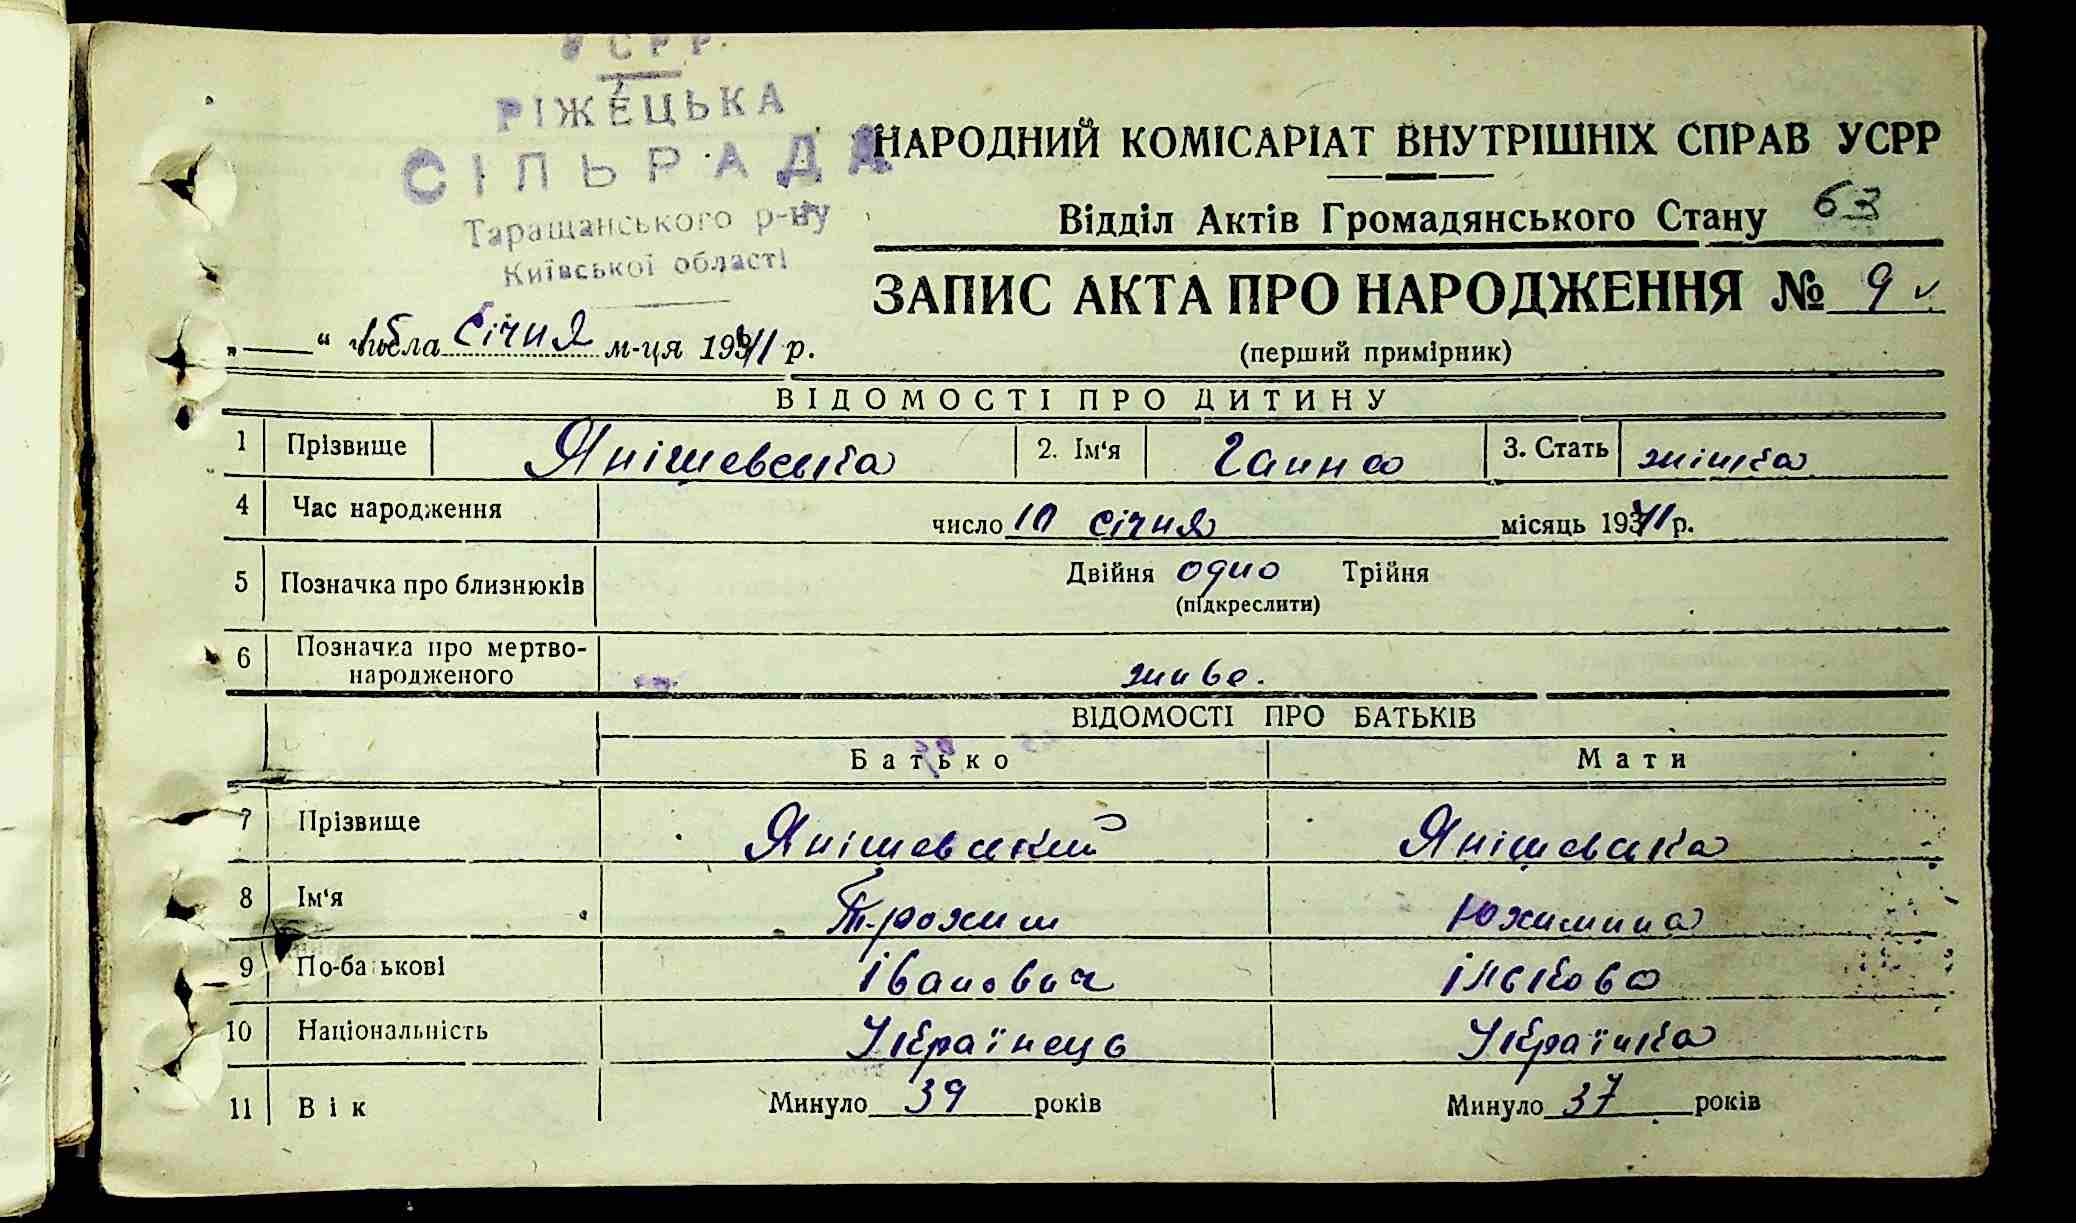 УСРР
РІЖЕЦЬКА
СІЛЬРАДА
Таращанського р-ну
Київської області
НАРОДНИЙ КОМІСАРІАТ ВНУТРІШНІХ СПРАВ УСРР
Відділ Актів Громадянського Стану 63
ЗАПИС АКТА ПРО НАРОДЖЕННЯ № 9
(перший примірник)
„—“ числа січня м-ця 1941 р.
ВІДОМОСТІ ПРО ДИТИНУ
1 Прізвище Янішевська 2. Ім'я Ганна 3. Стать жінка
4 Час народження число 10 січня місяць 1941 р.
5 Позначка про близнюків Двійня одно Трійня
(підкреслити)
6 Позначка про мертво-
народженого живе.
ВІДОМОСТІ ПРО БАТЬКІВ
Батько Мати
7 Прізвище Янішевський Янішевська
8 Ім'я Трохим Юхимина
9 По-батькові Іванович Ількова
10 Національність Українець Українка
11 Вік Минуло 39 років Минуло 37 років